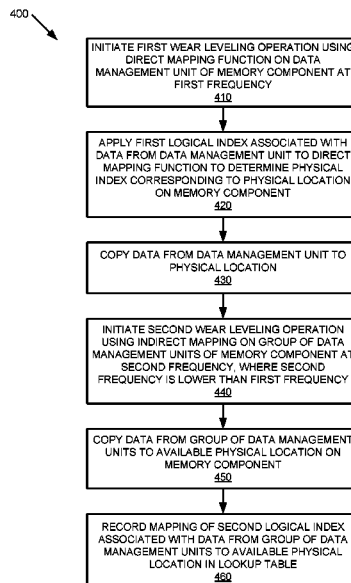 400
INITIATE FIRST WEAR LEVELING OPERATION USING
DIRECT MAPPING FUNCTION ON DATA
MANAGEMENT UNIT OF MEMORY COMPONENT AT
FIRST FREQUENCY
410
APPLY FIRST LOGICAL INDEX ASSOCIATED WITH
DATA FROM DATA MANAGEMENT UNIT TO DIRECT
MAPPING FUNCTION TO DETERMINE PHYSICAL
INDEX CORRESPONDING TO PHYSICAL LOCATION
ON MEMORY COMPONENT
420
COPY DATA FROM DATA MANAGEMENT UNIT TO
PHYSICAL LOCATION
430
INITIATE SECOND WEAR LEVELING OPERATION
USING INDIRECT MAPPING ON GROUP OF DATA
MANAGEMENT UNITS OF MEMORY COMPONENT AT
SECOND FREQUENCY, WHERE SECOND
FREQUENCY IS LOWER THAN FIRST FREQUENCY
440
COPY DATA FROM GROUP OF DATA MANAGEMENT
UNITS TO AVAILABLE PHYSICAL LOCATION ON
MEMORY COMPONENT
450
RECORD MAPPING OF SECOND LOGICAL INDEX
ASSOCIATED WITH DATA FROM GROUP OF DATA
MANAGEMENT UNITS TO AVAILABLE PHYSICAL
LOCATION IN LOOKUP TABLE
460